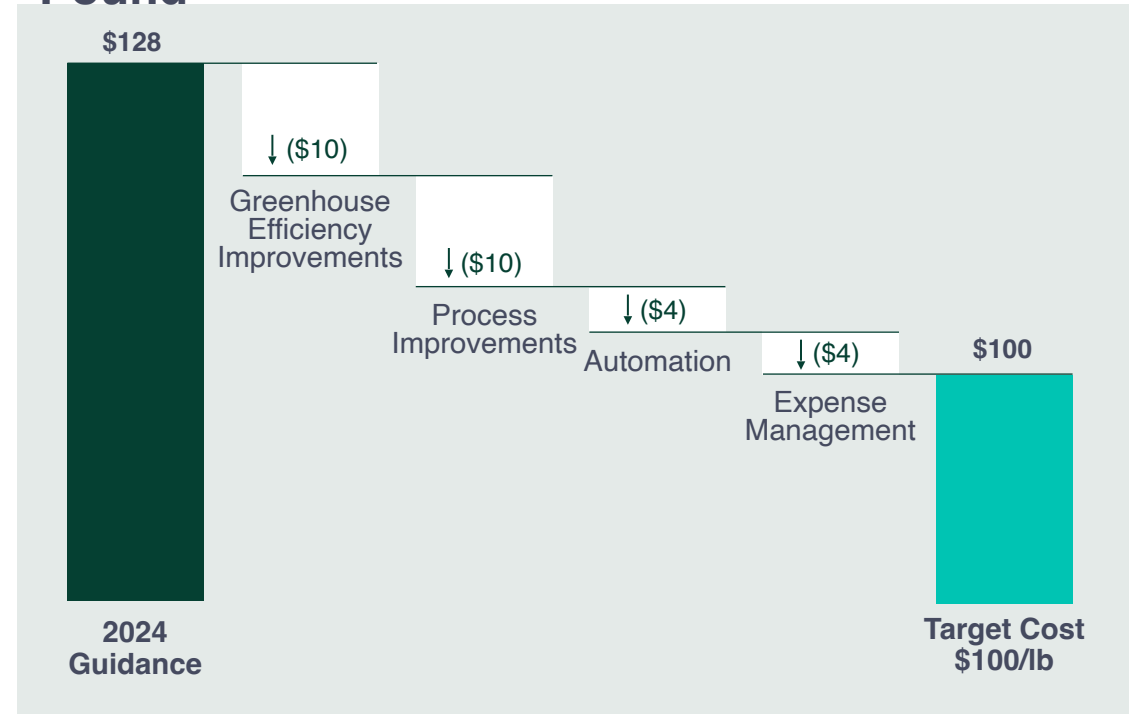 Pound
$128
↓ ($10)
Greenhouse
Efficiency
Improvements
↓ ($10)
Process
Improvements
↓ ($4)
Automation
↓ ($4)
Expense
Management
$100
2024
Guidance
Target Cost
$100/lb